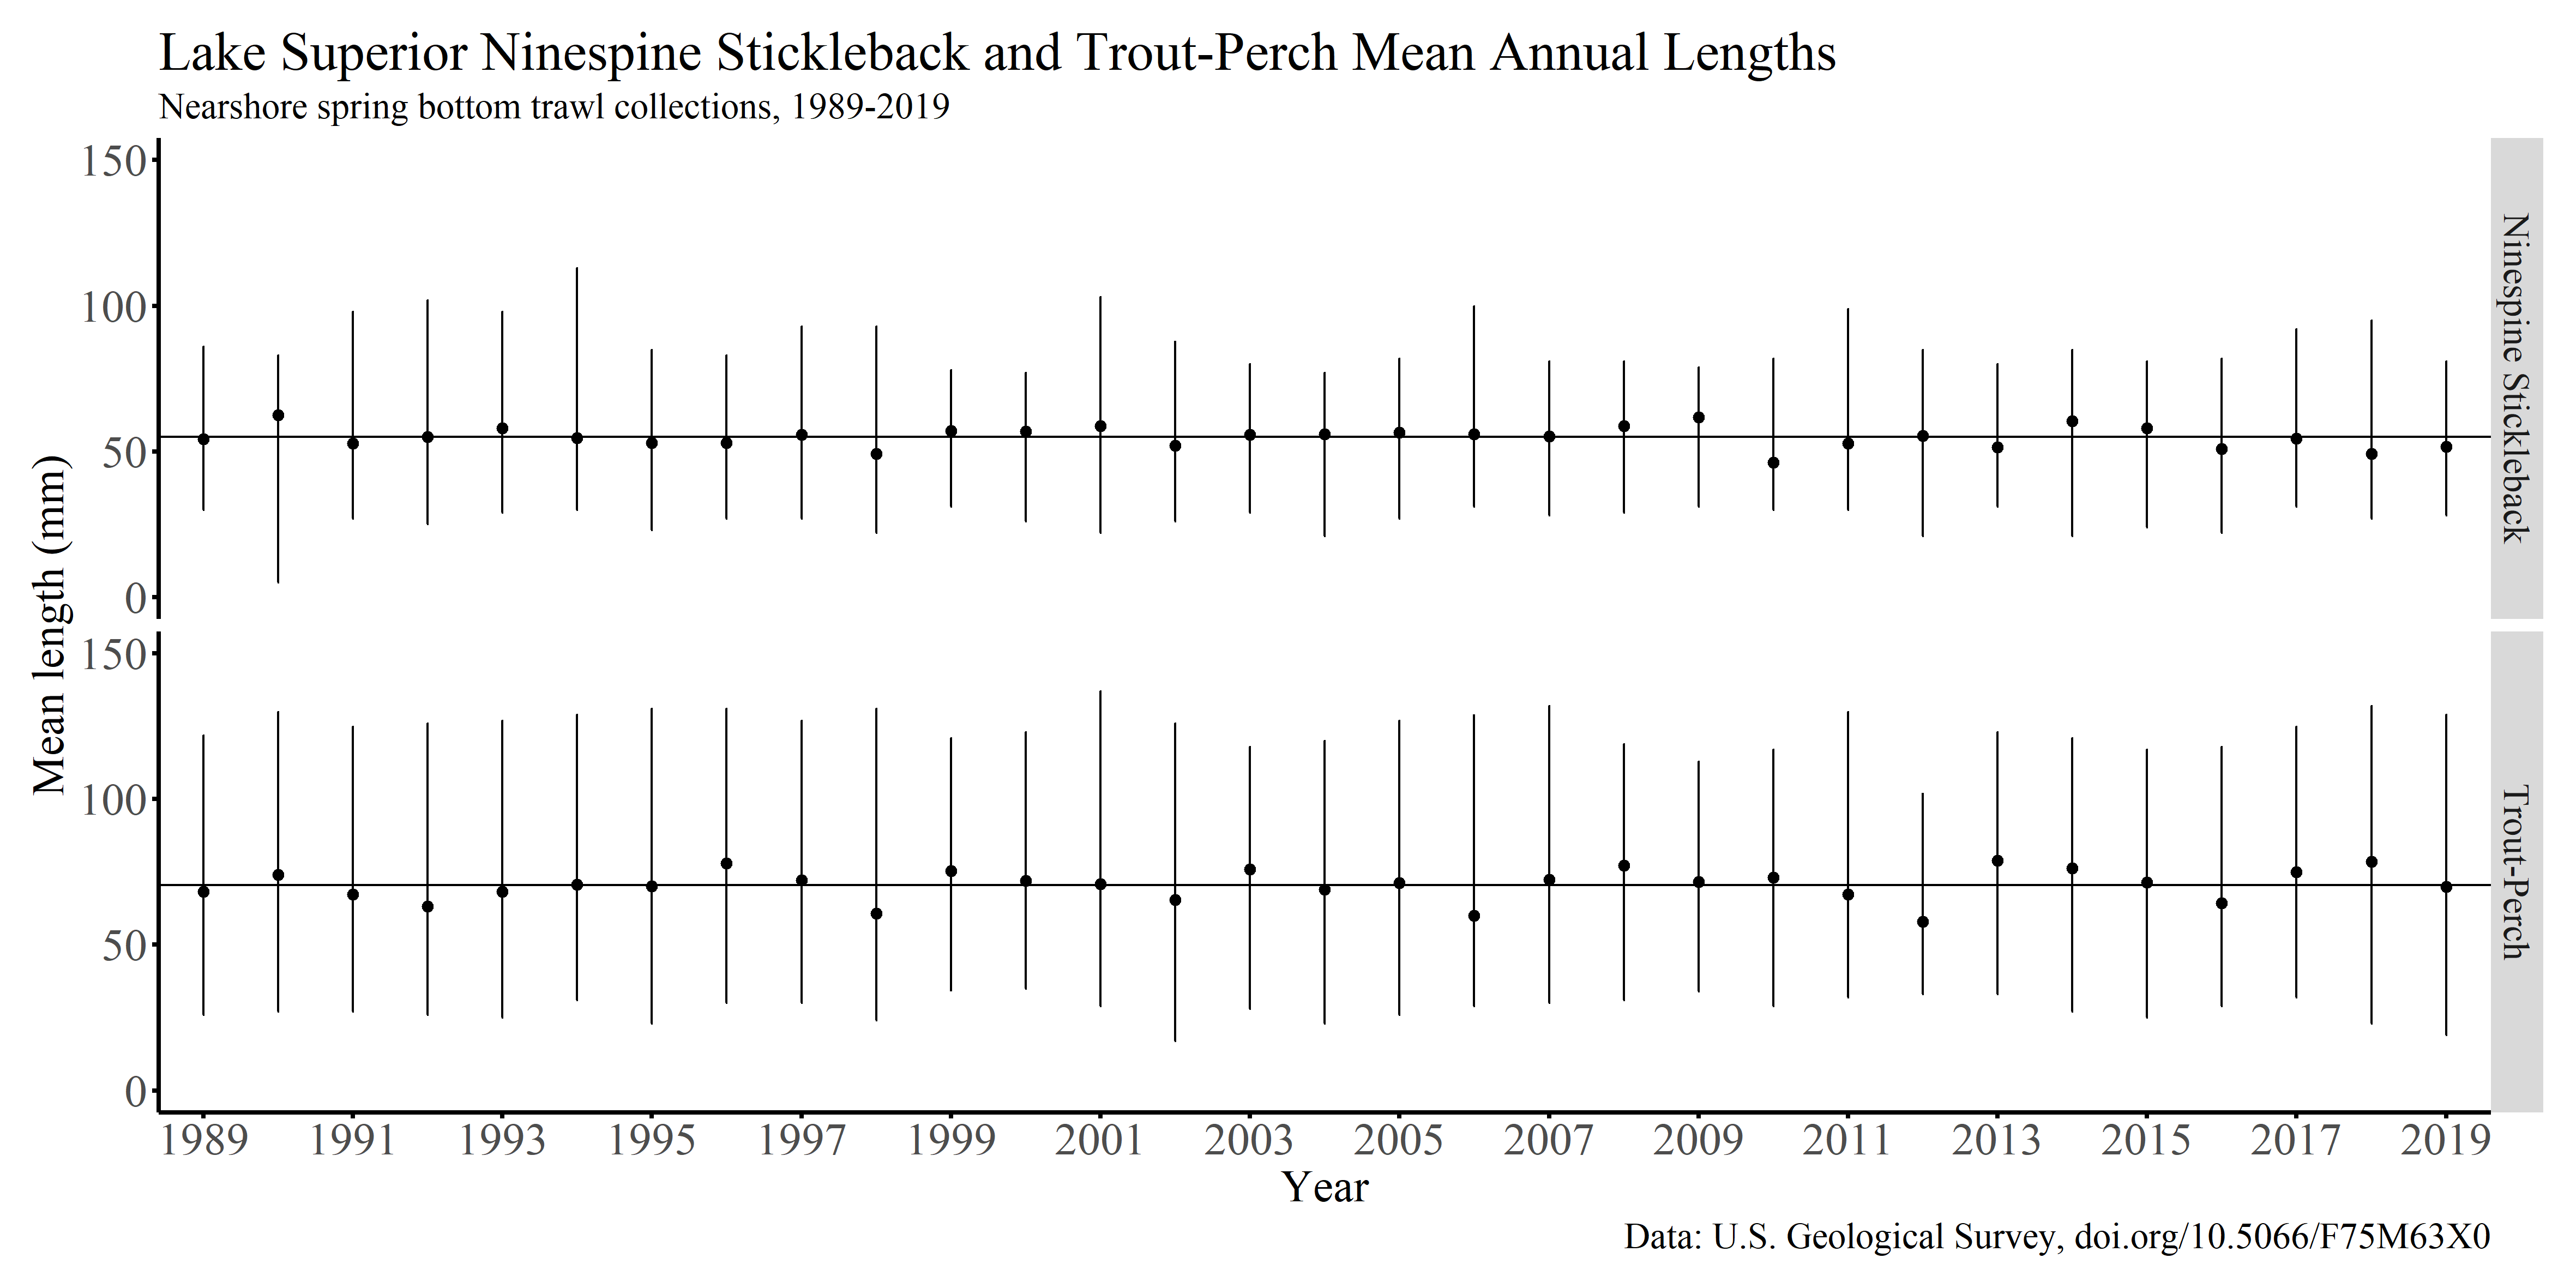 Lake Superior Ninespine Stickleback and Trout-Perch Mean Annual Lengths
Nearshore spring bottom trawl collections, 1989-2019
Mean length (mm)
150
100
50
0
Ninespine Stickleback
150
100
50
0
Trout-Perch
1989 1991 1993 1995 1997 1999 2001 2003 2005 2007 2009 2011 2013 2015 2017 2019
Year
Data: U.S. Geological Survey, doi.org/10.5066/F75M63X0